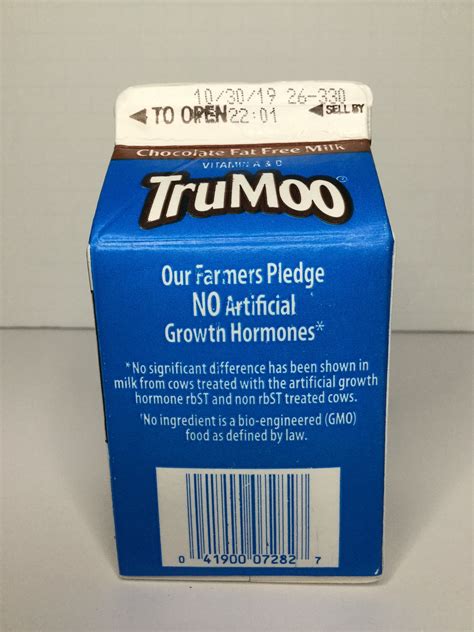 10/30/19 26-330
◀ TO OPEN 22:01 ◀ SELL BY
Chocolate Fat Free Milk
VITAMIN A & D
TruMoo®
Our Farmers Pledge
NO Artificial
Growth Hormones*
*No significant difference has been shown in
milk from cows treated with the artificial growth
hormone rbST and non rbST treated cows.
†No ingredient is a bio-engineered (GMO)
food as defined by law.
0 41900 07282 7